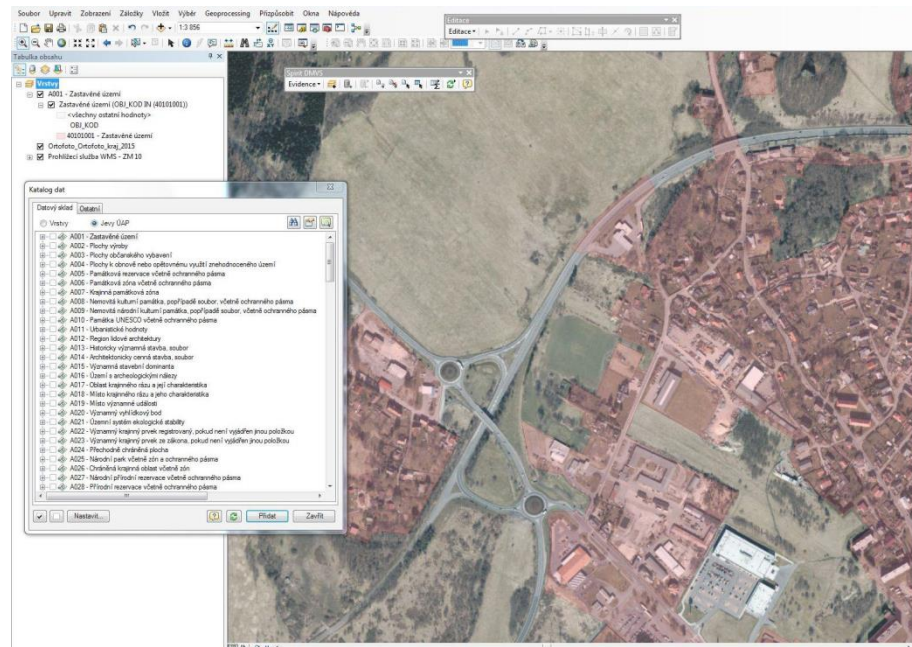 Soubor Upravit Zobrazení Záložky Vložit Výběr Geoprocessing Přizpůsobit Okna Nápověda
1:3 856
Editace
Editace
Tabulka obsahu
Spirit DMVS
Evidence
Vrstvy
A001 - Zastavěné území
Zastavěné území (OBJ_KOD IN (40101001))
<všechny ostatní hodnoty>
OBJ_KOD
40101001 - Zastavěné území
Ortofoto_Ortofoto_kraj_2015
Prohlížecí služba WMS - ZM 10
Katalog dat
Datový sklad Ostatní
Vrstvy Jevy ÚAP
A001 - Zastavěné území
A002 - Plochy výroby
A003 - Plochy občanského vybavení
A004 - Plochy k obnově nebo opětovnému využití znehodnoceného území
A005 - Památková rezervace včetně ochranného pásma
A006 - Památková zóna včetně ochranného pásma
A007 - Krajinná památková zóna
A008 - Nemovitá kulturní památka, popřípadě soubor, včetně ochranného pásma
A009 - Nemovitá národní kulturní památka, popřípadě soubor, včetně ochranného pásma
A010 - Památka UNESCO včetně ochranného pásma
A011 - Urbanistické hodnoty
A012 - Region lidové architektury
A013 - Historicky významná stavba, soubor
A014 - Architektonicky cenná stavba, soubor
A015 - Významná stavební dominanta
A016 - Území s archeologickými nálezy
A017 - Oblast krajinného rázu a její charakteristika
A018 - Místo krajinného rázu a jeho charakteristika
A019 - Místo významné události
A020 - Významný vyhlídkový bod
A021 - Územní systém ekologické stability
A022 - Významný krajinný prvek registrovaný, pokud není vyjádřen jinou položkou
A023 - Významný krajinný prvek ze zákona, pokud není vyjádřen jinou položkou
A024 - Přechodně chráněná plocha
A025 - Národní park včetně zón a ochranného pásma
A026 - Chráněná krajinná oblast včetně zón
A027 - Národní přírodní rezervace včetně ochranného pásma
A028 - Přírodní rezervace včetně ochranného pásma
Nastavit... Přidat Zavřít